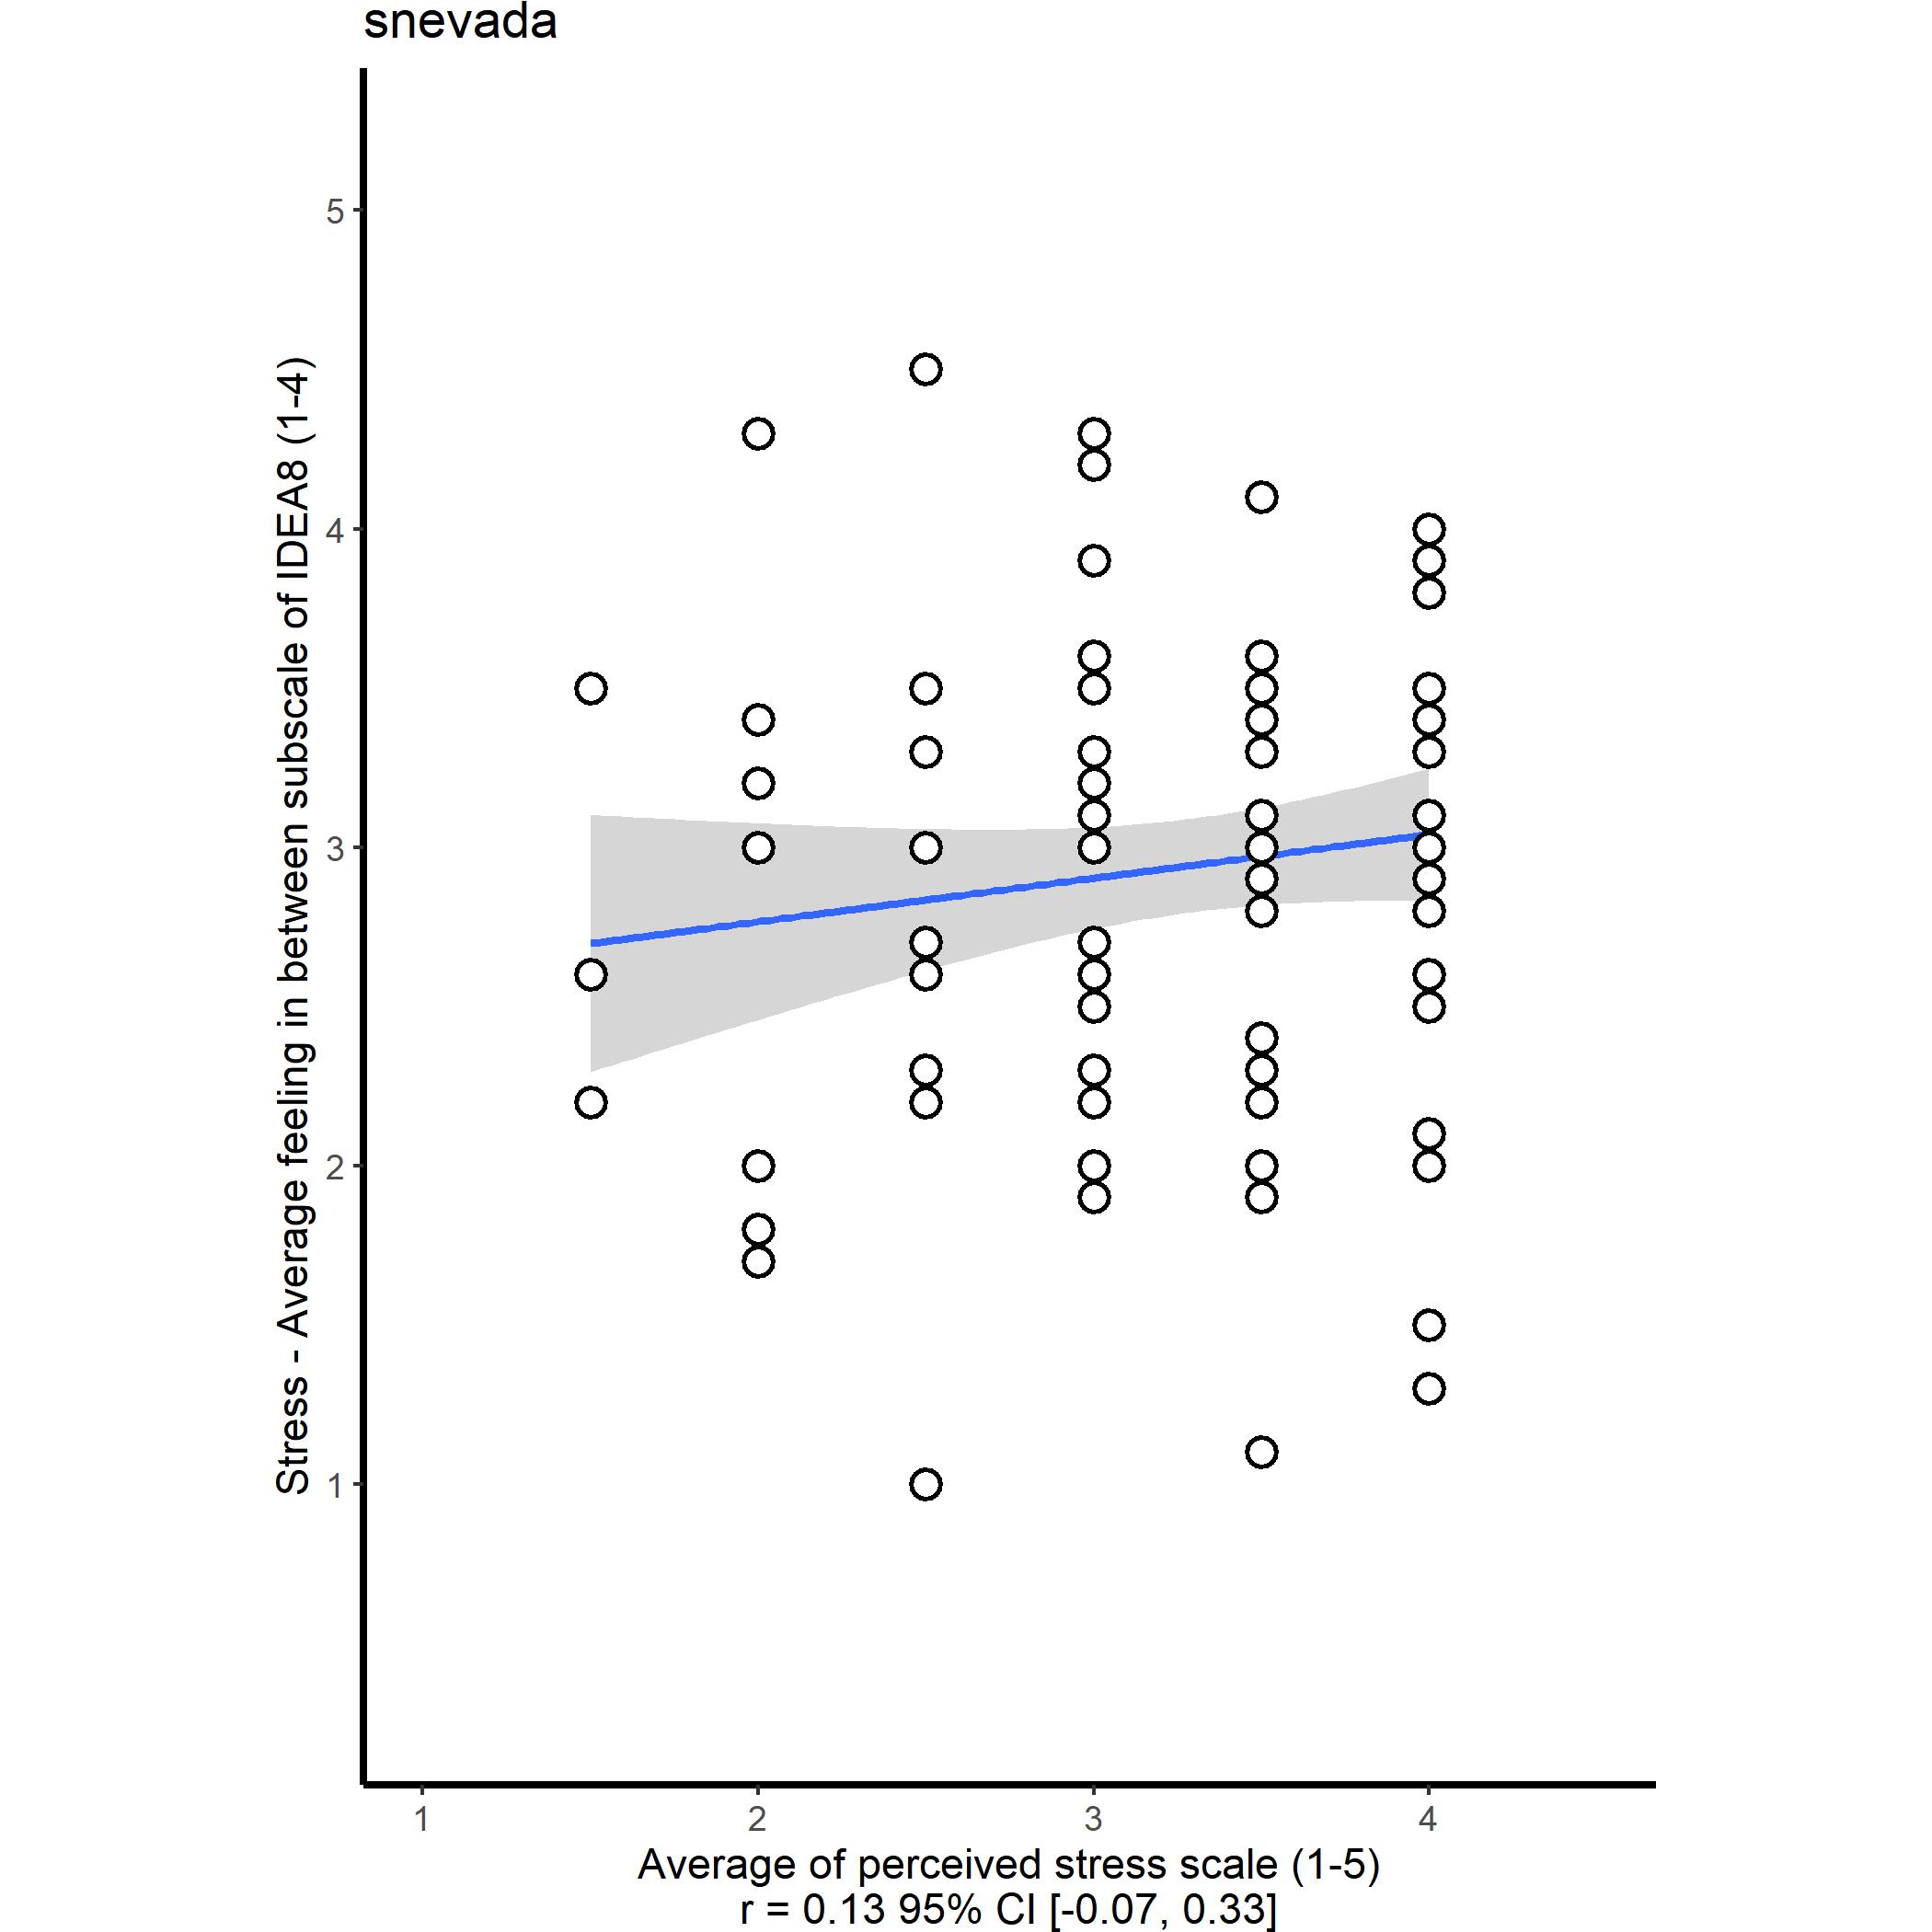 snevada
Stress - Average feeling in between subscale of IDEA8 (1-4)
5
4
3
2
1
1 2 3 4
Average of perceived stress scale (1-5)
r = 0.13 95% CI [-0.07, 0.33]